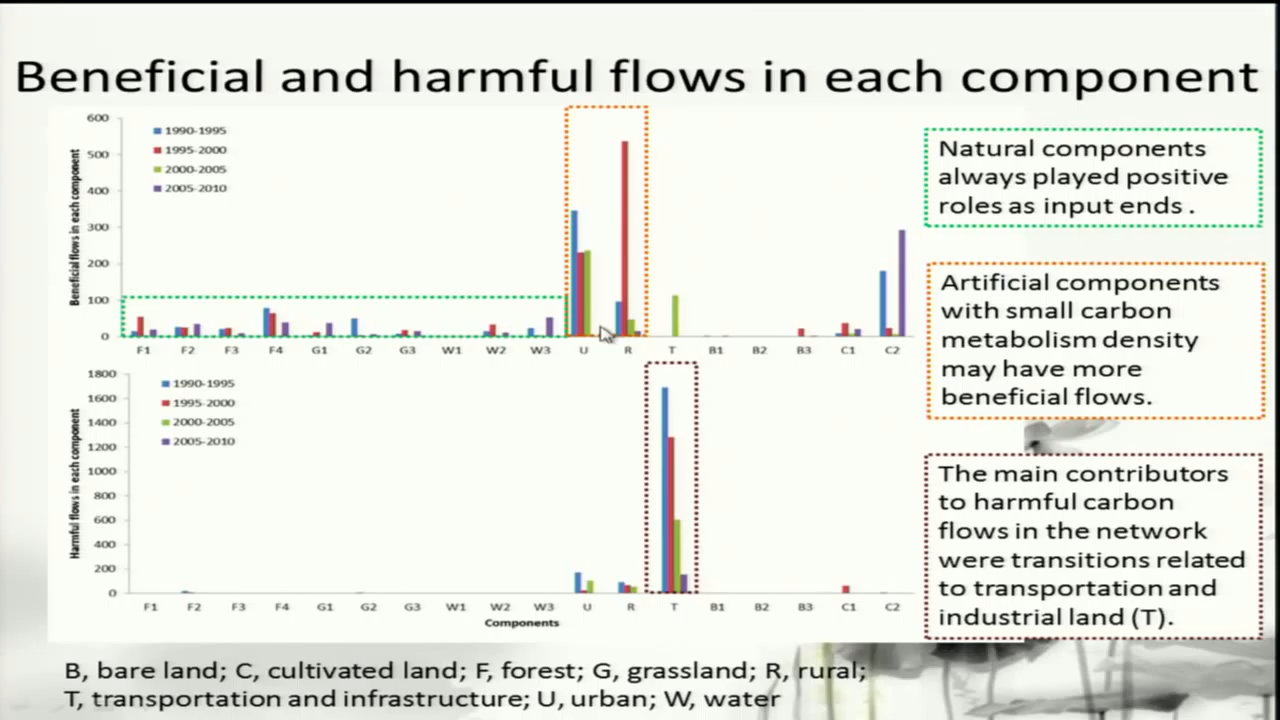 Beneficial and harmful flows in each component
600
500
400
300
200
100
0
Beneficial flows in each component
1990-1995
1995-2000
2000-2005
2005-2010
F1 F2 F3 F4 G1 G2 G3 W1 W2 W3 U R T B1 B2 B3 C1 C2
1800
1600
1400
1200
1000
800
600
400
200
0
Harmful flows in each component
1990-1995
1995-2000
2000-2005
2005-2010
F1 F2 F3 F4 G1 G2 G3 W1 W2 W3 U R T B1 B2 B3 C1 C2
Components
Natural components
always played positive
roles as input ends .
Artificial components
with small carbon
metabolism density
may have more
beneficial flows.
The main contributors
to harmful carbon
flows in the network
were transitions related
to transportation and
industrial land (T).
B, bare land; C, cultivated land; F, forest; G, grassland; R, rural;
T, transportation and infrastructure; U, urban; W, water